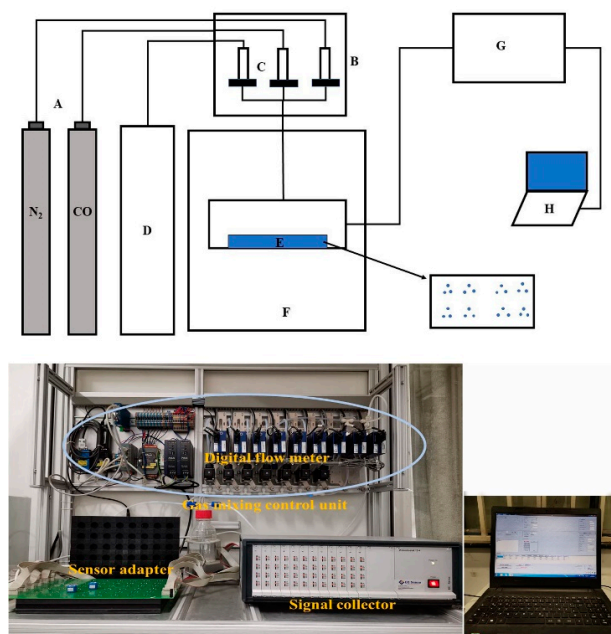 A
B
C
G
N₂
CO
D
E
F
H
Digital flow meter
Gas mixing control unit
Sensor adapter
Signal collector